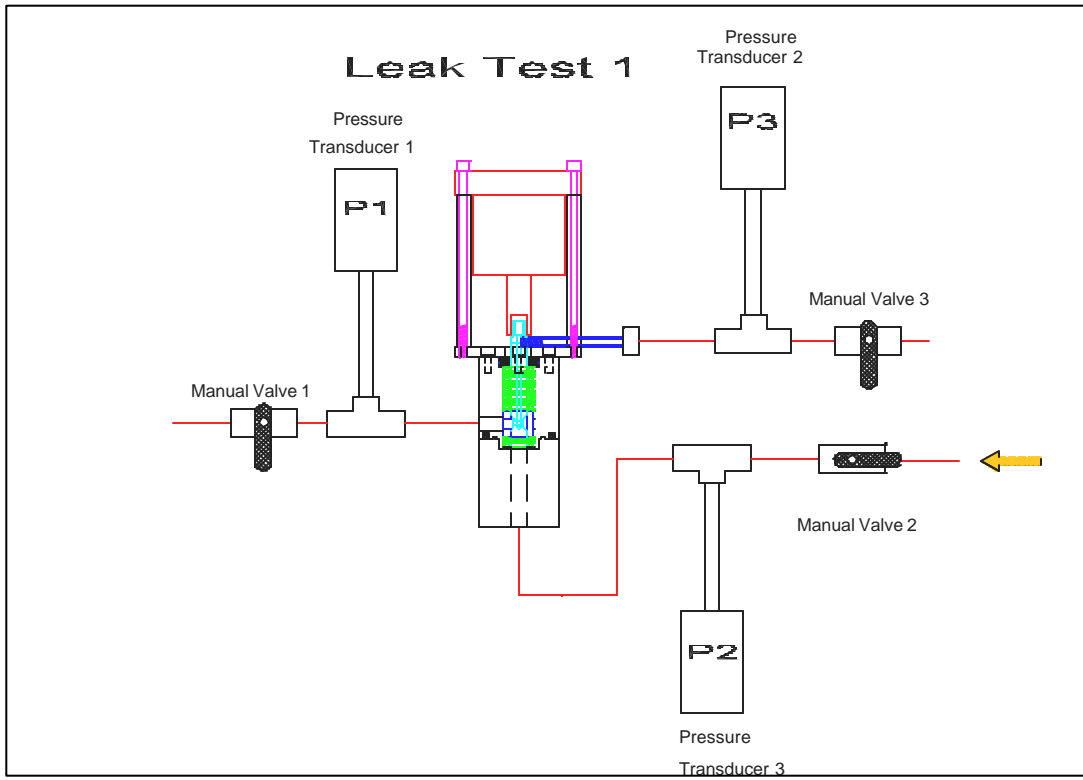 Leak Test 1
Pressure
Transducer 2
P3
Pressure
Transducer 1
P1
Manual Valve 3
Manual Valve 1
Manual Valve 2
P2
Pressure
Transducer 3